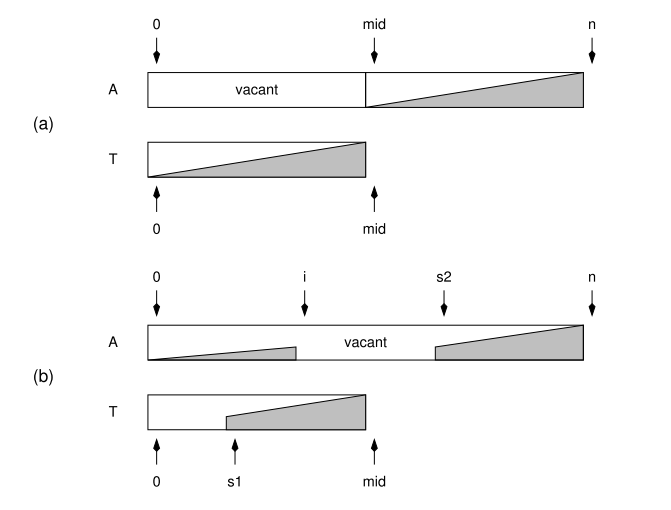 0 mid n
A vacant
(a)
T
0 mid
0 i s2 n
A vacant
(b)
T
0 s1 mid